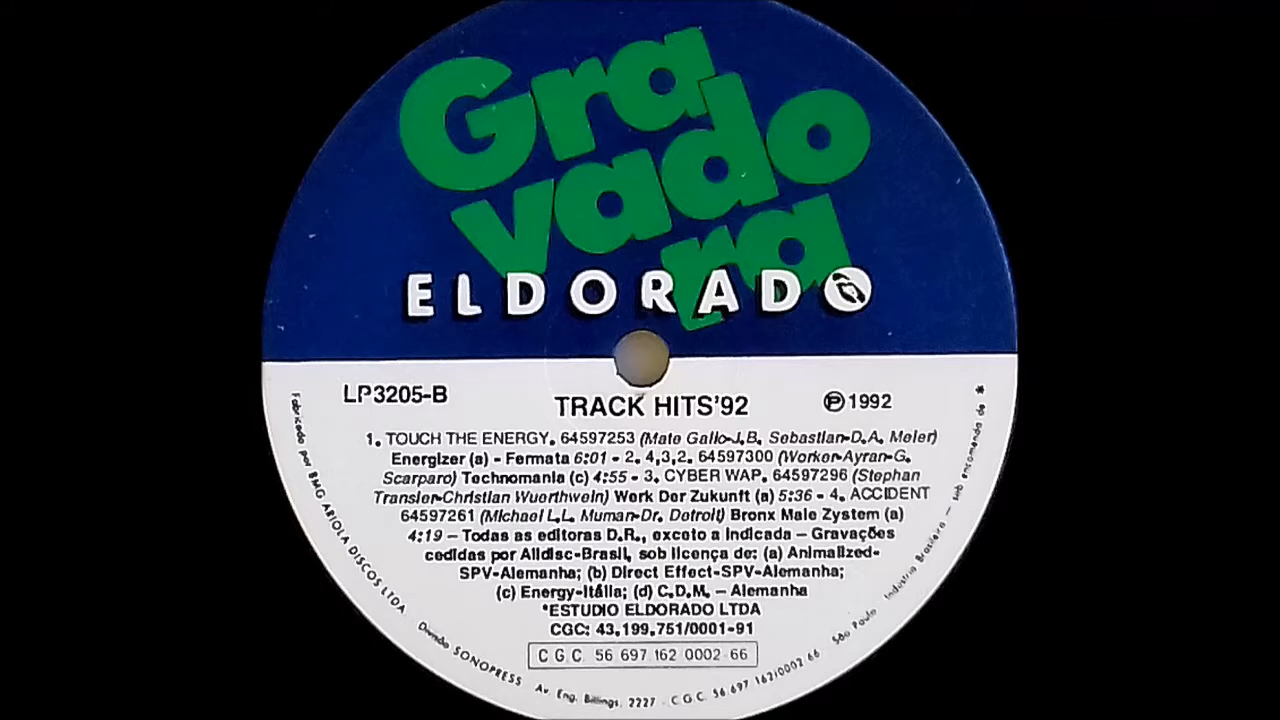 Gra
vado
ra
ELDORADO
LP3205-B
TRACK HITS'92
Ⓟ1992
1. TOUCH THE ENERGY. 64597253 (Mate Gallo-J.B. Sebastian-D.A. Meier)
Energizer (a) - Fermata 6:01 - 2. 4,3,2. 64597300 (Worker-Ayran-G.
Scarparo) Technomania (c) 4:55 - 3. CYBER WAP. 64597296 (Stephan
Transier-Christian Wuerthwein) Werk Der Zukunft (a) 5:36 - 4. ACCIDENT
64597261 (Michael L.L. Muman-Dr. Detroit) Bronx Male Zystem (a)
4:19 – Todas as editoras D.R., exceto a indicada – Gravações
cedidas por Alldisc-Brasil, sob licença de: (a) Animalized-
SPV-Alemanha; (b) Direct Effect-SPV-Alemanha;
(c) Energy-Itália; (d) C.D.M. – Alemanha
*ESTUDIO ELDORADO LTDA
CGC: 43.199.751/0001-91
CGC 56 697 162 0002-66
Fabricado por BMG ARIOLA DISCOS LTDA Divisão SONOPRESS Av. Eng. Billings, 2227 - C.G.C. 56.697 162/0002 66 São Paulo Indústria Brasileira – sob encomenda de *